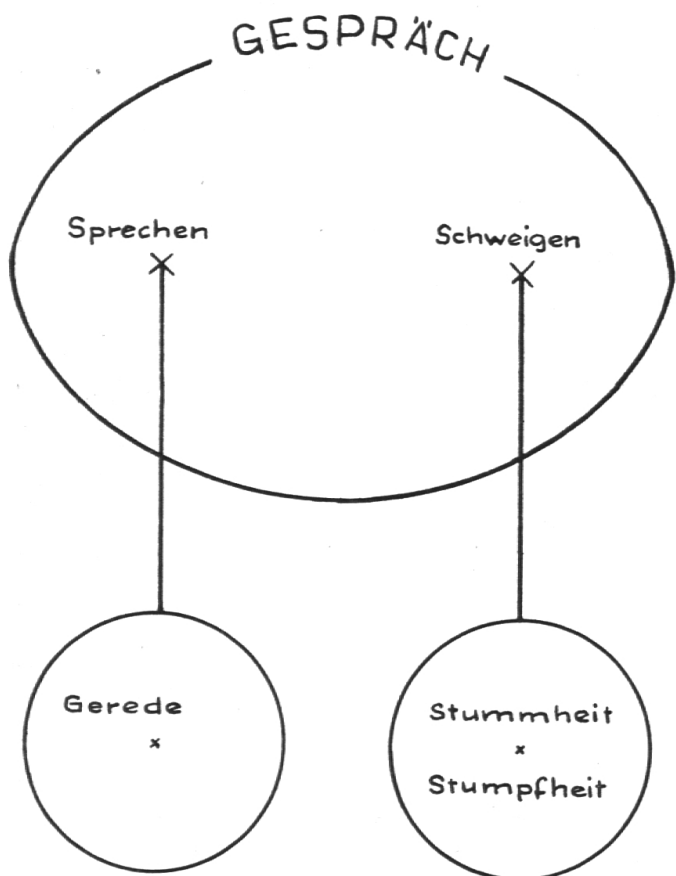 GESPRÄCH
Sprechen
Schweigen
Gerede
Stummheit
Stumpfheit